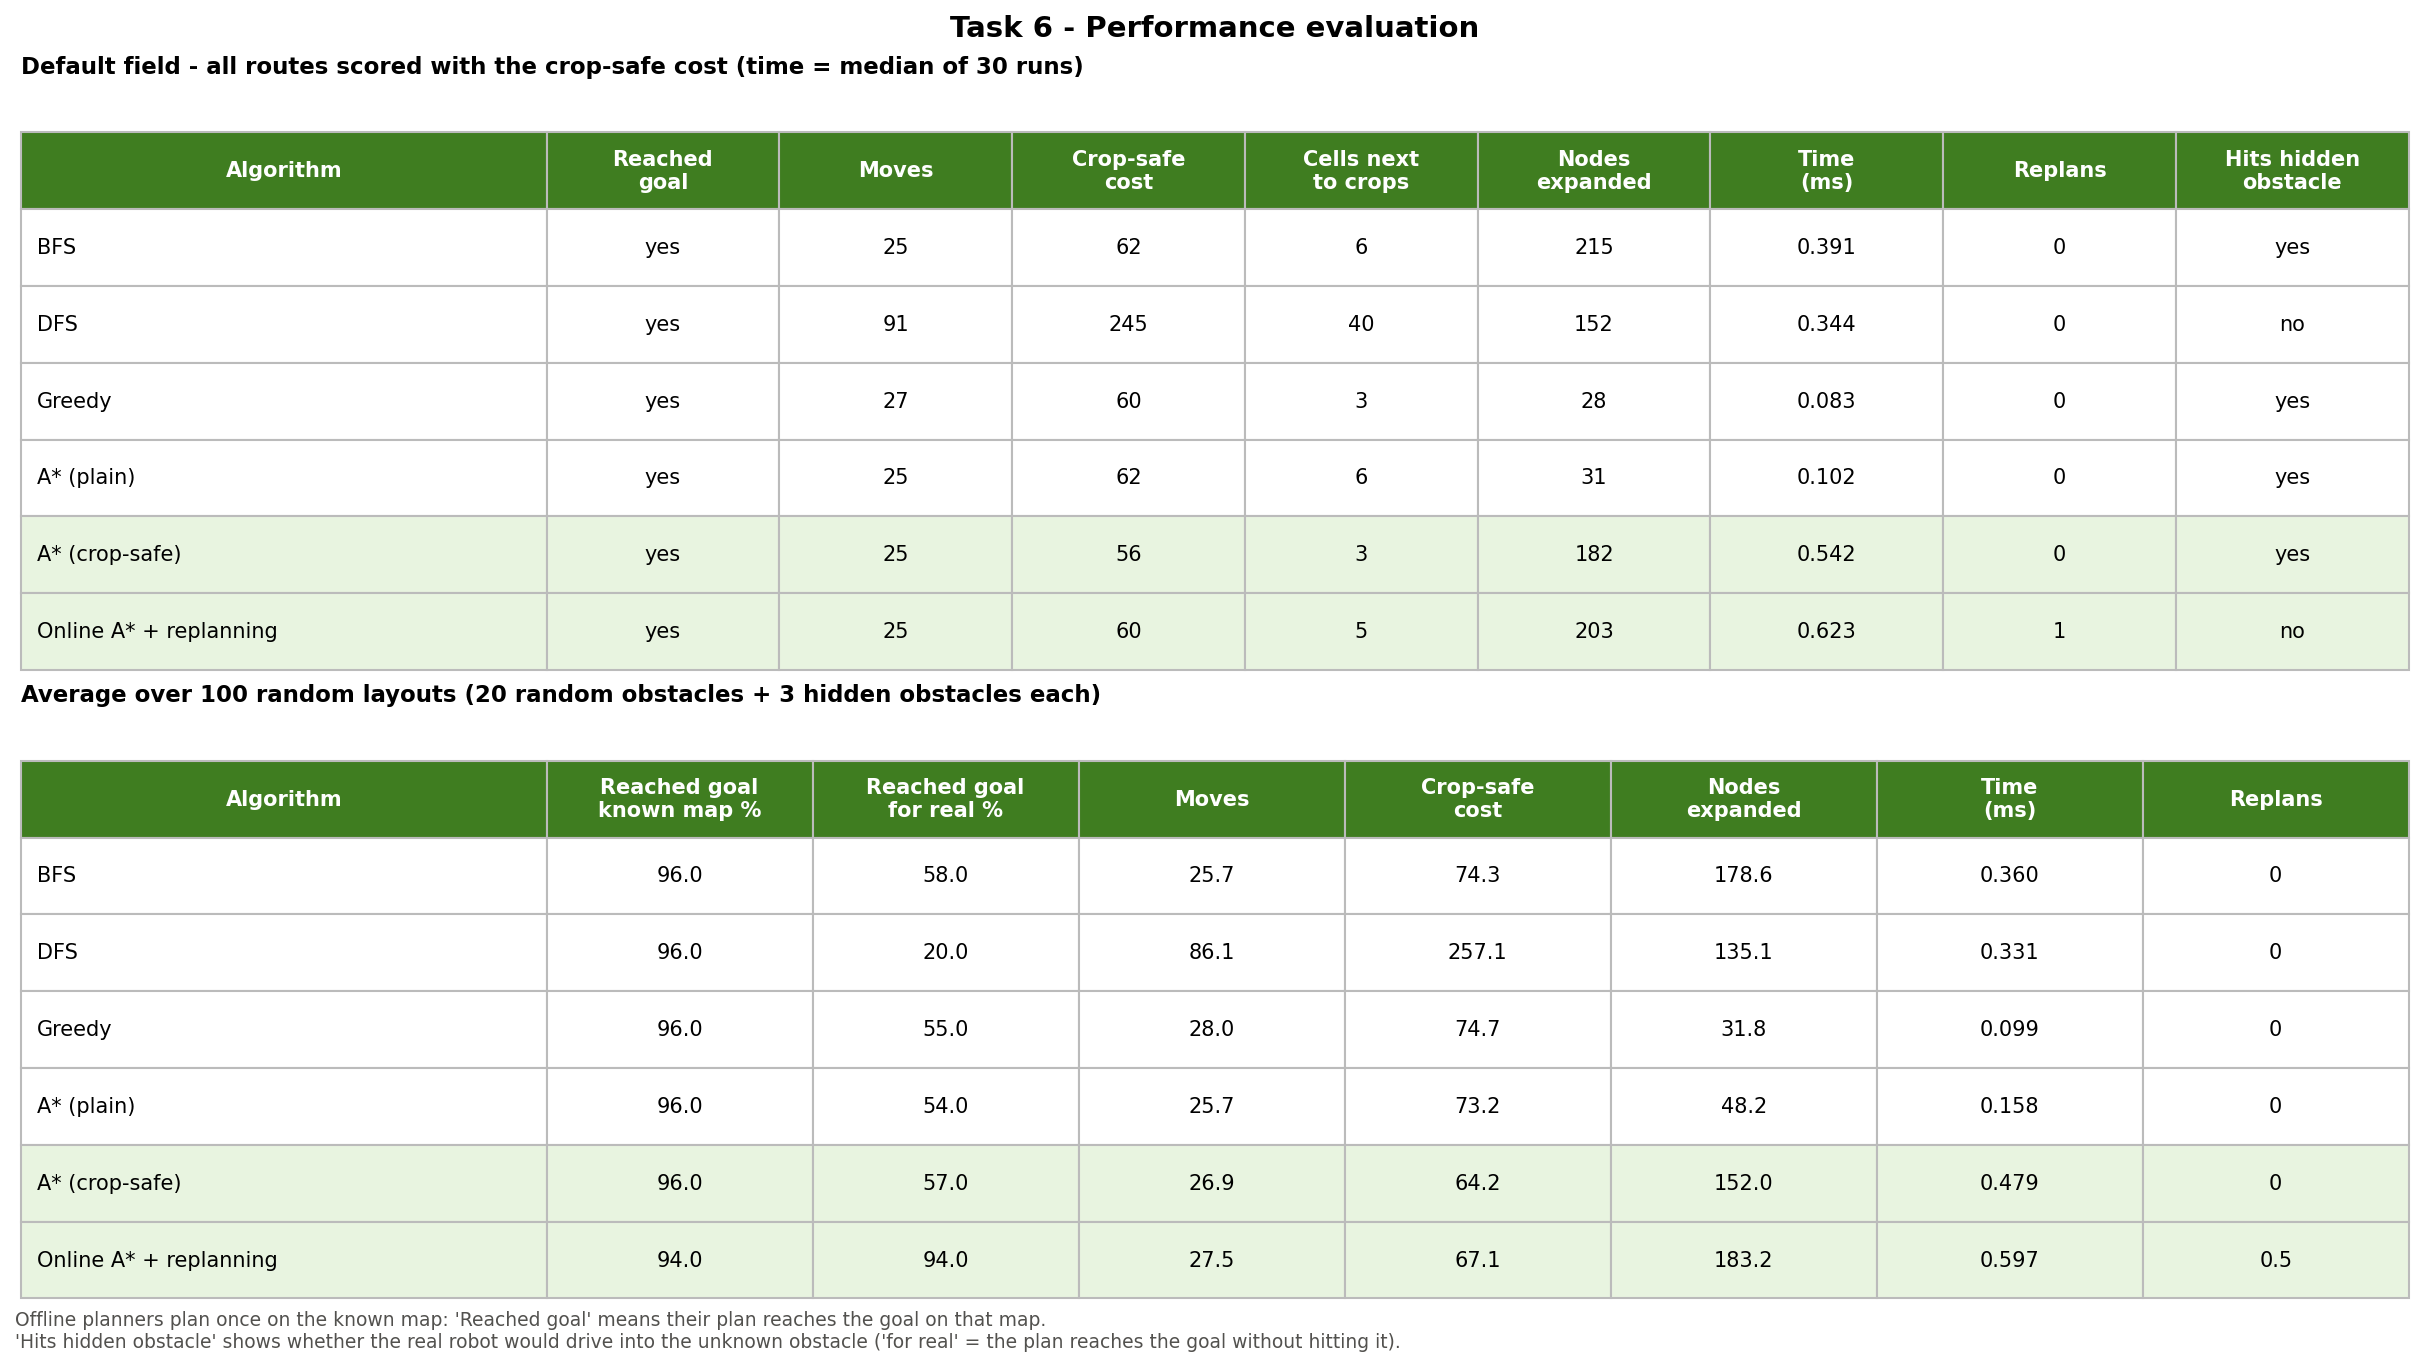 Task 6 - Performance evaluation
Default field - all routes scored with the crop-safe cost (time = median of 30 runs)
Algorithm Reached goal Moves Crop-safe cost Cells next to crops Nodes expanded Time (ms) Replans Hits hidden obstacle
BFS yes 25 62 6 215 0.391 0 yes
DFS yes 91 245 40 152 0.344 0 no
Greedy yes 27 60 3 28 0.083 0 yes
A* (plain) yes 25 62 6 31 0.102 0 yes
A* (crop-safe) yes 25 56 3 182 0.542 0 yes
Online A* + replanning yes 25 60 5 203 0.623 1 no
Average over 100 random layouts (20 random obstacles + 3 hidden obstacles each)
Algorithm Reached goal known map % Reached goal for real % Moves Crop-safe cost Nodes expanded Time (ms) Replans
BFS 96.0 58.0 25.7 74.3 178.6 0.360 0
DFS 96.0 20.0 86.1 257.1 135.1 0.331 0
Greedy 96.0 55.0 28.0 74.7 31.8 0.099 0
A* (plain) 96.0 54.0 25.7 73.2 48.2 0.158 0
A* (crop-safe) 96.0 57.0 26.9 64.2 152.0 0.479 0
Online A* + replanning 94.0 94.0 27.5 67.1 183.2 0.597 0.5
Offline planners plan once on the known map: 'Reached goal' means their plan reaches the goal on that map.
'Hits hidden obstacle' shows whether the real robot would drive into the unknown obstacle ('for real' = the plan reaches the goal without hitting it).